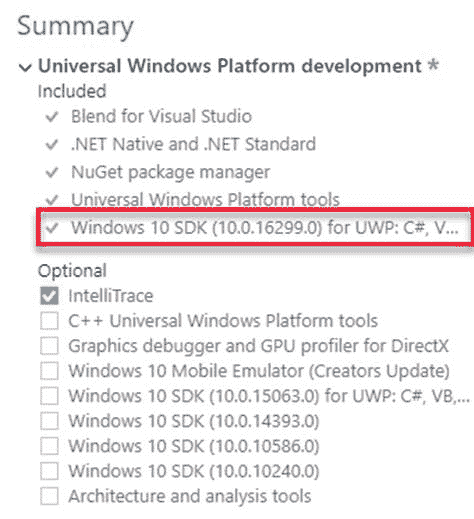 Summary
Universal Windows Platform development *
Included
Blend for Visual Studio
.NET Native and .NET Standard
NuGet package manager
Universal Windows Platform tools
Windows 10 SDK (10.0.16299.0) for UWP: C#, V...
Optional
IntelliTrace
C++ Universal Windows Platform tools
Graphics debugger and GPU profiler for DirectX
Windows 10 Mobile Emulator (Creators Update)
Windows 10 SDK (10.0.15063.0) for UWP: C#, VB,...
Windows 10 SDK (10.0.14393.0)
Windows 10 SDK (10.0.10586.0)
Windows 10 SDK (10.0.10240.0)
Architecture and analysis tools